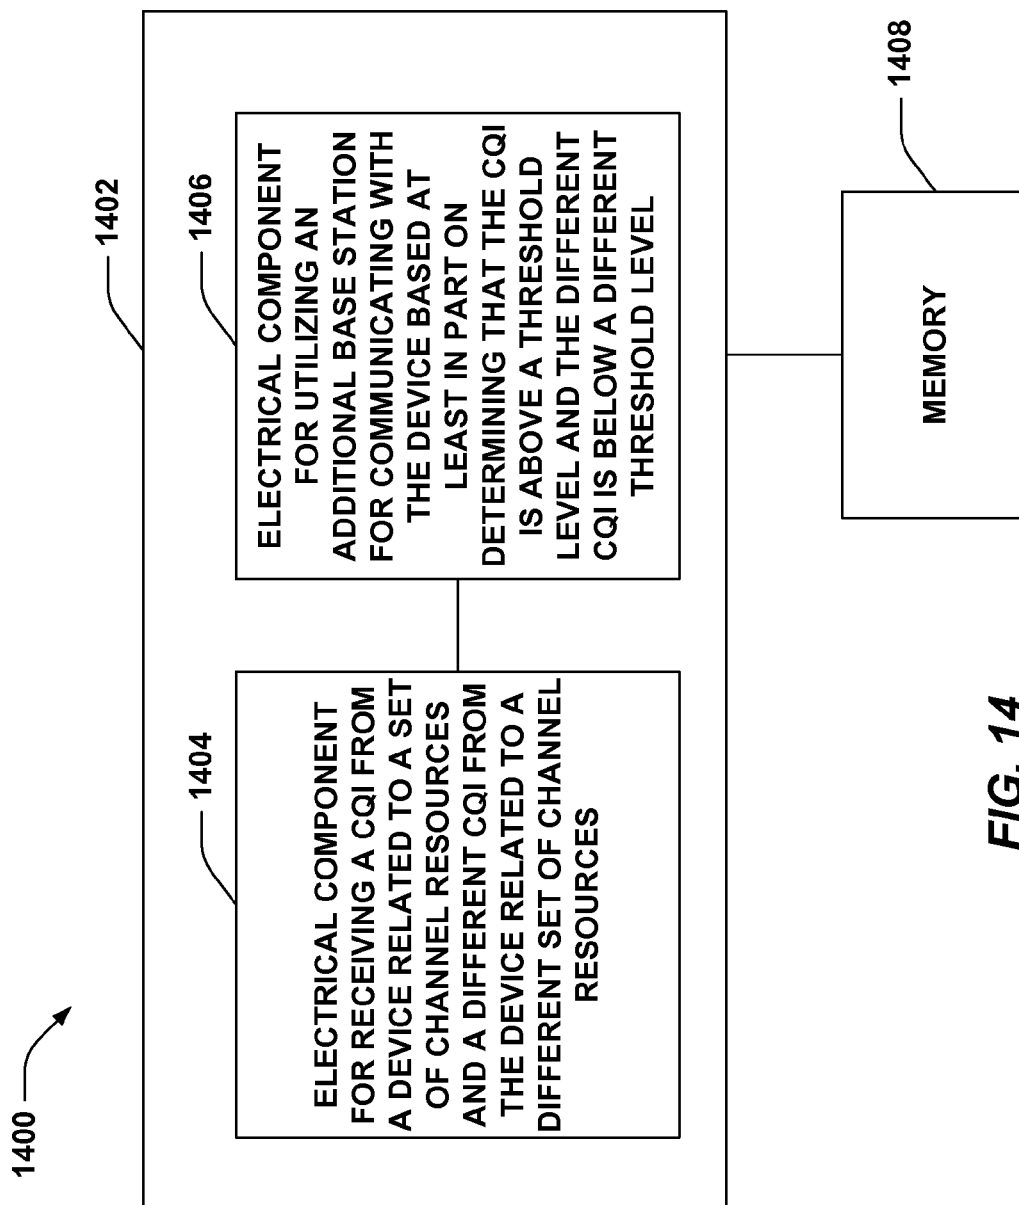 1400
1402
1404
ELECTRICAL COMPONENT
FOR RECEIVING A CQI FROM
A DEVICE RELATED TO A SET
OF CHANNEL RESOURCES
AND A DIFFERENT CQI FROM
THE DEVICE RELATED TO A
DIFFERENT SET OF CHANNEL
RESOURCES
1406
ELECTRICAL COMPONENT
FOR UTILIZING AN
ADDITIONAL BASE STATION
FOR COMMUNICATING WITH
THE DEVICE BASED AT
LEAST IN PART ON
DETERMINING THAT THE CQI
IS ABOVE A THRESHOLD
LEVEL AND THE DIFFERENT
CQI IS BELOW A DIFFERENT
THRESHOLD LEVEL
1408
MEMORY
FIG. 14